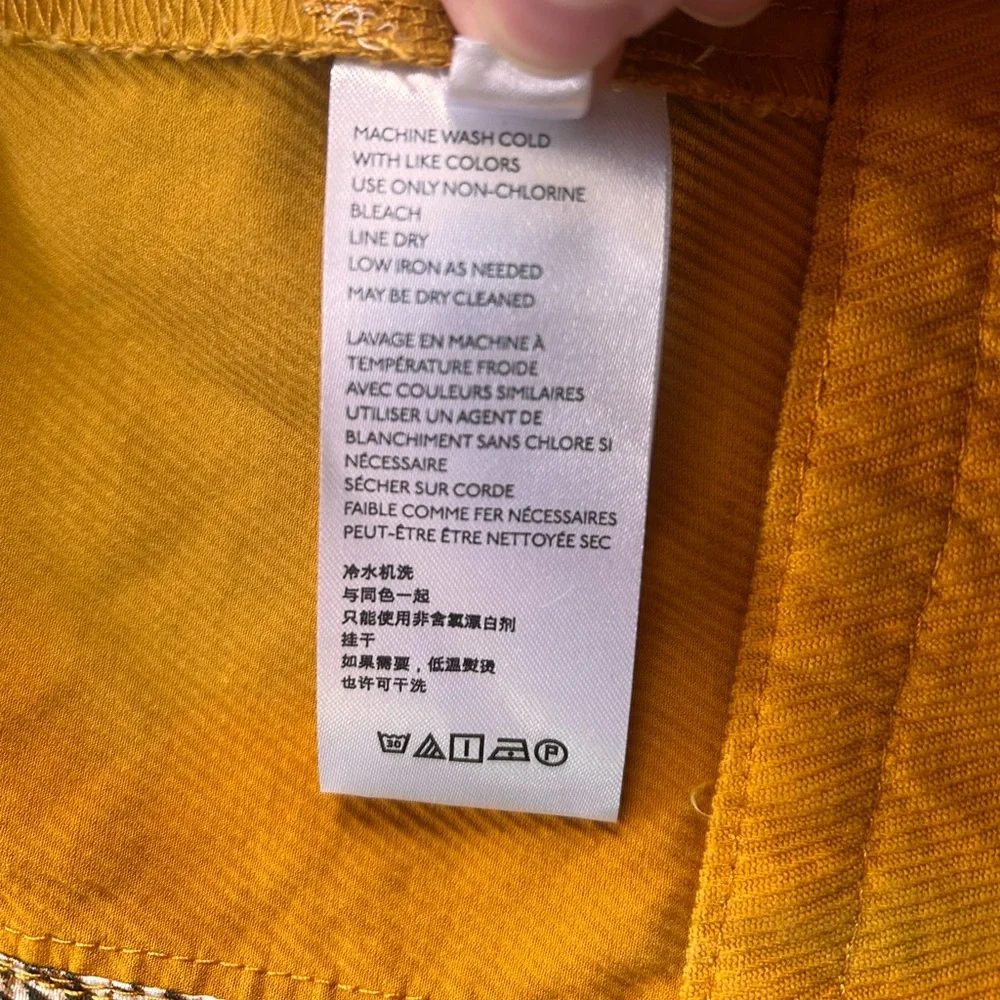 MACHINE WASH COLD
WITH LIKE COLORS
USE ONLY NON-CHLORINE
BLEACH
LINE DRY
LOW IRON AS NEEDED
MAY BE DRY CLEANED
LAVAGE EN MACHINE À
TEMPÉRATURE FROIDE
AVEC COULEURS SIMILAIRES
UTILISER UN AGENT DE
BLANCHIMENT SANS CHLORE SI
NÉCESSAIRE
SÉCHER SUR CORDE
FAIBLE COMME FER NÉCESSAIRES
PEUT-ÊTRE ÊTRE NETTOYÉE SEC
冷水机洗
与同色一起
只能使用非含氯漂白剂
挂干
如果需要，低温熨烫
也许可干洗
30 P